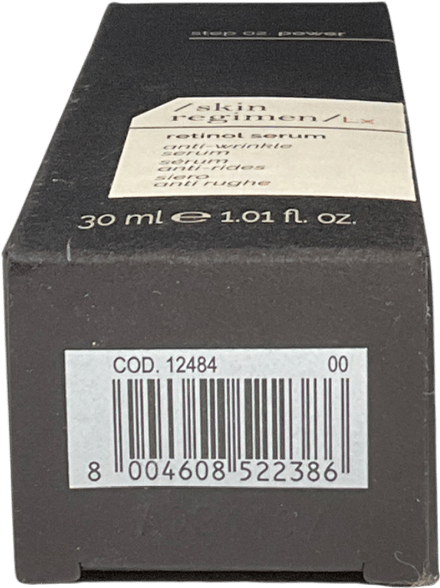 step 02. power
/skin
regimen/Lx
retinol serum
anti-wrinkle
serum
sérum
anti-rides
siero
anti rughe
30 ml ℮ 1.01 fl. oz.
COD. 12484 00
8 004608 522386